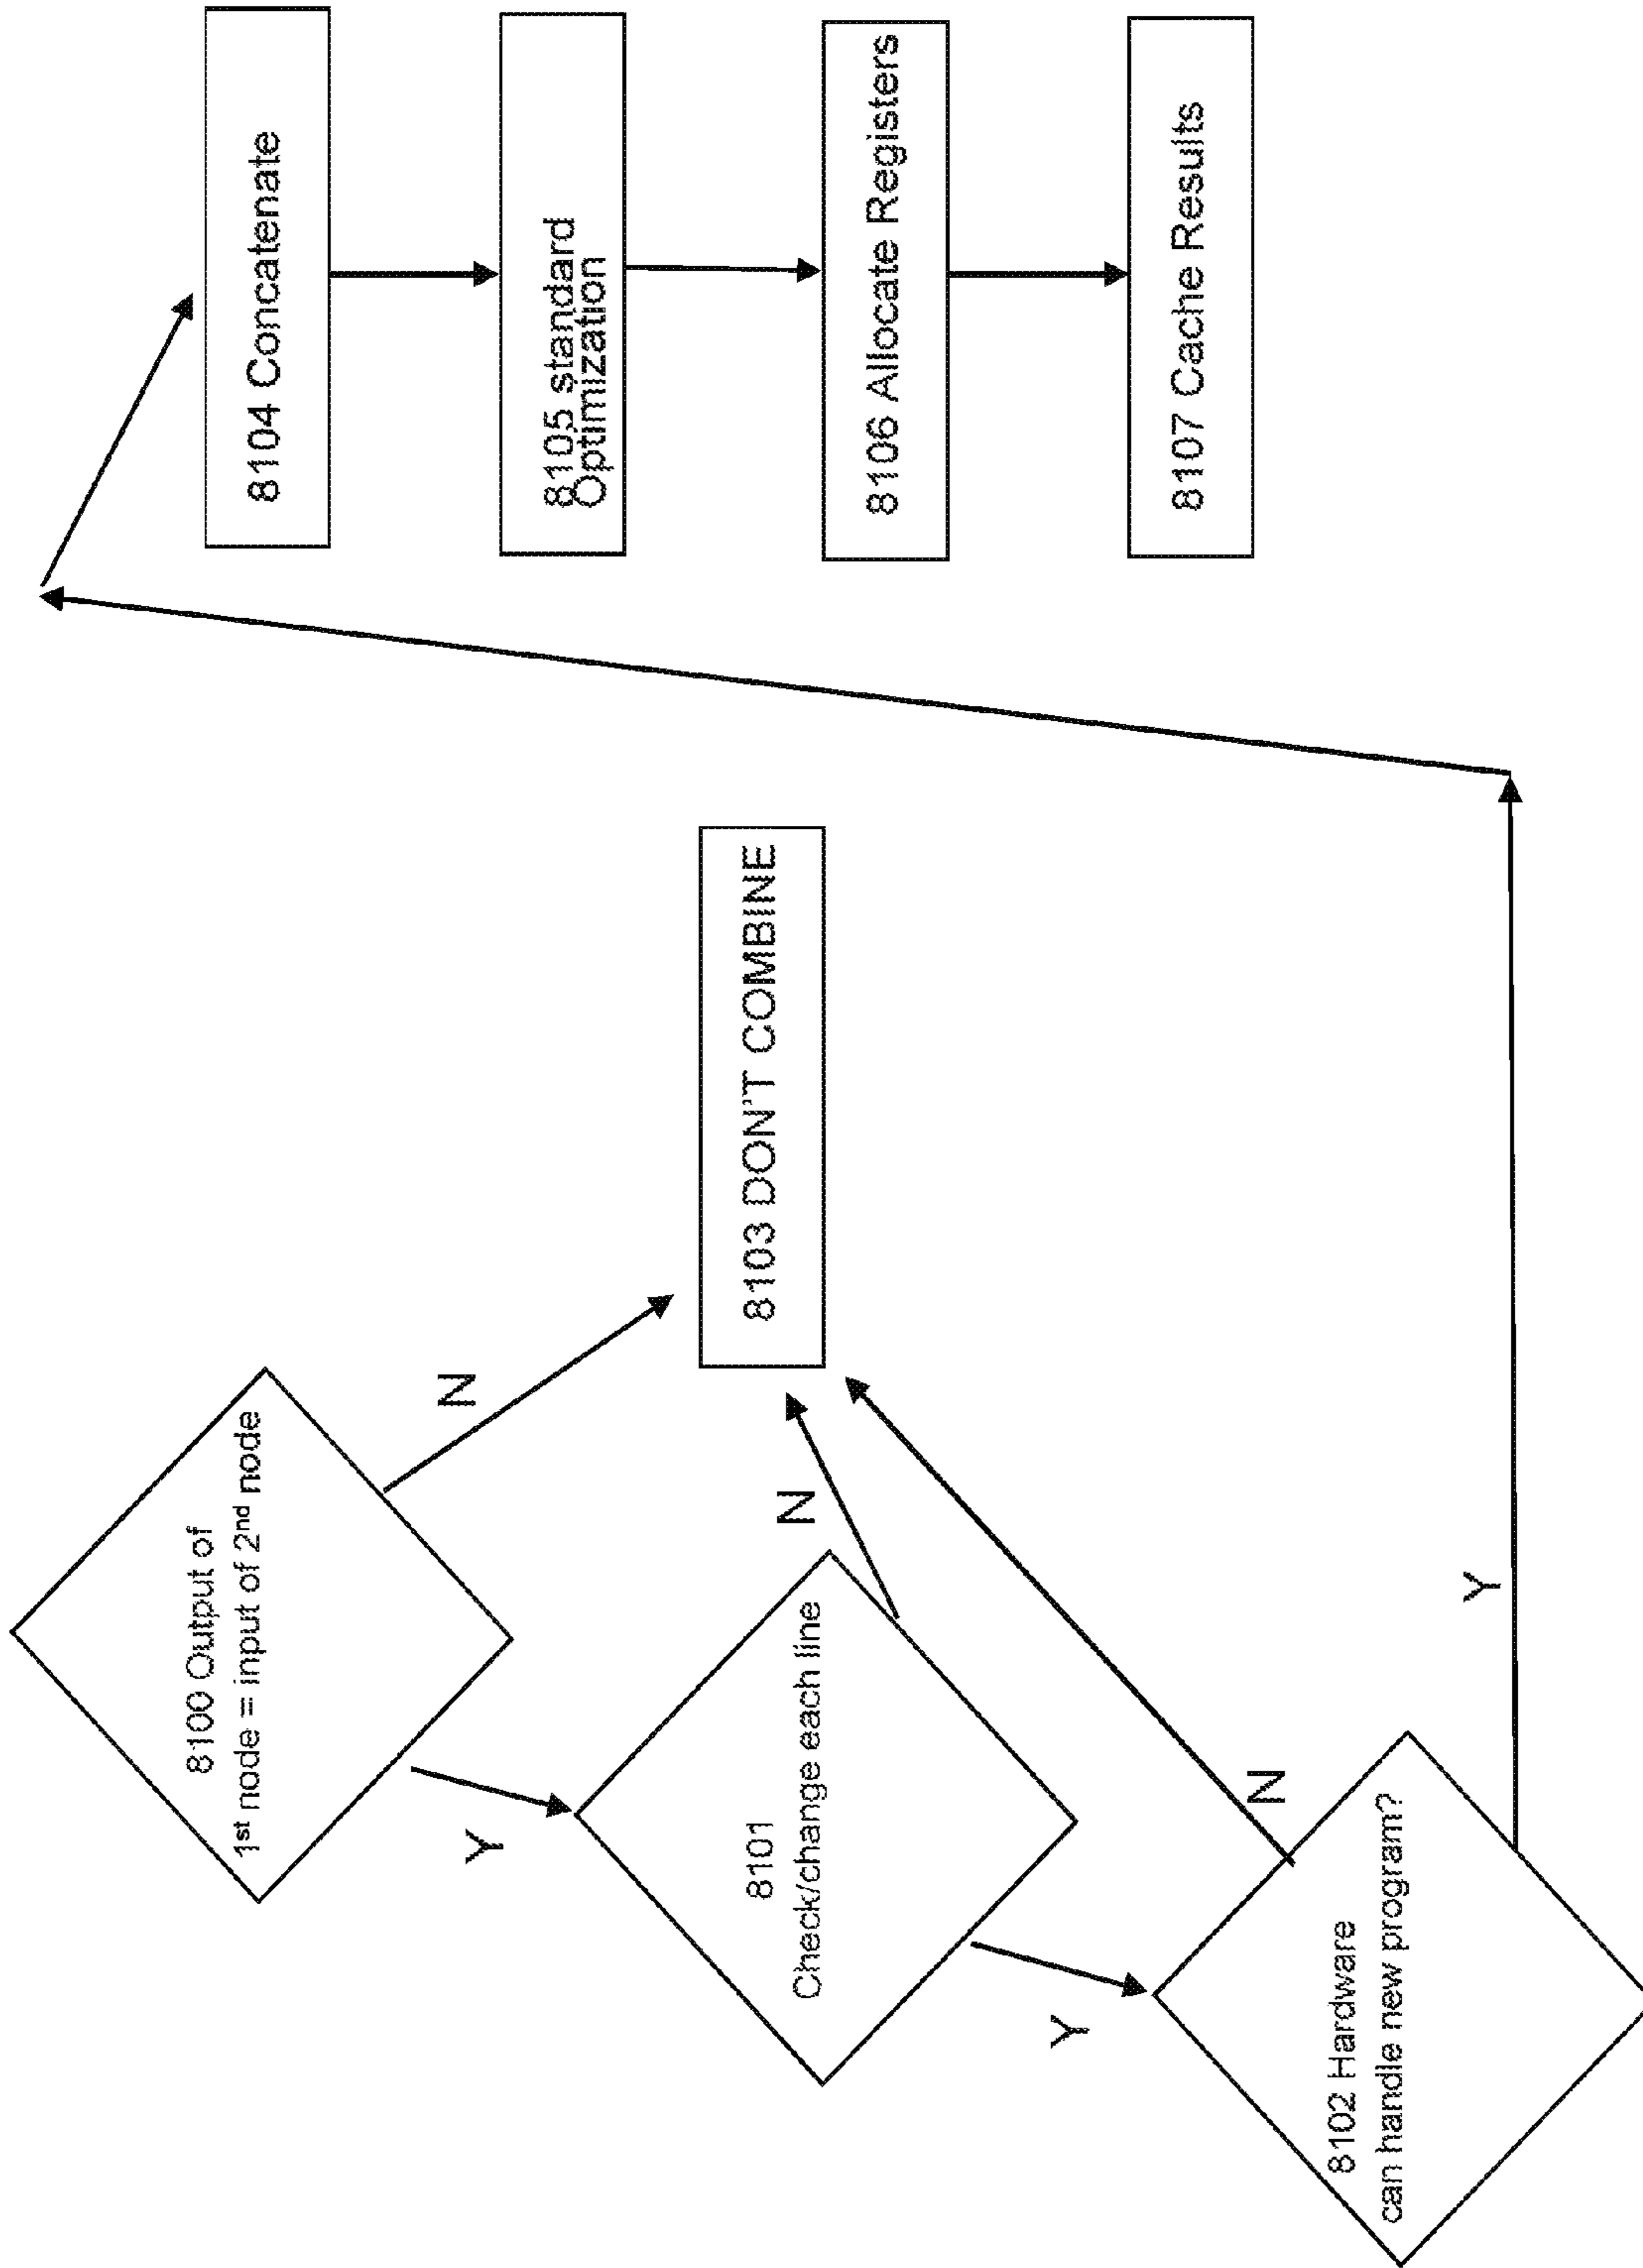 8100 Output of
1st node = input of 2nd node
N
Y
8101
Check/change each line
N
Y
8102 Hardware
can handle new program?
N
Y
8103 DON'T COMBINE
8104 Concatenate
8105 standard
Optimization
8106 Allocate Registers
8107 Cache Results